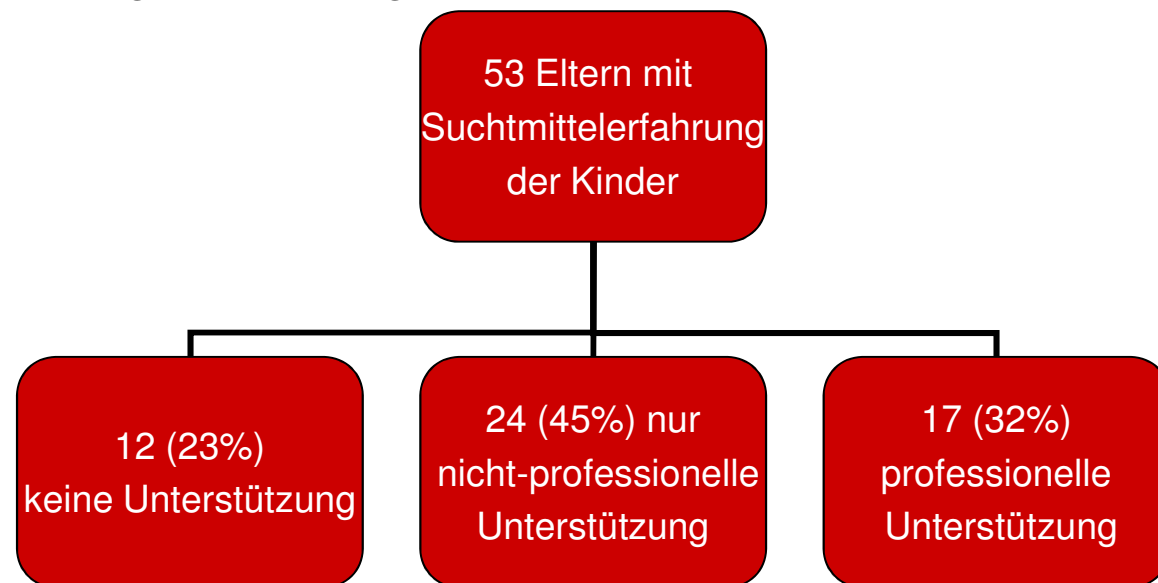 53 Eltern mit
Suchtmittelerfahrung
der Kinder
12 (23%)
keine Unterstützung
24 (45%) nur
nicht-professionelle
Unterstützung
17 (32%)
professionelle
Unterstützung